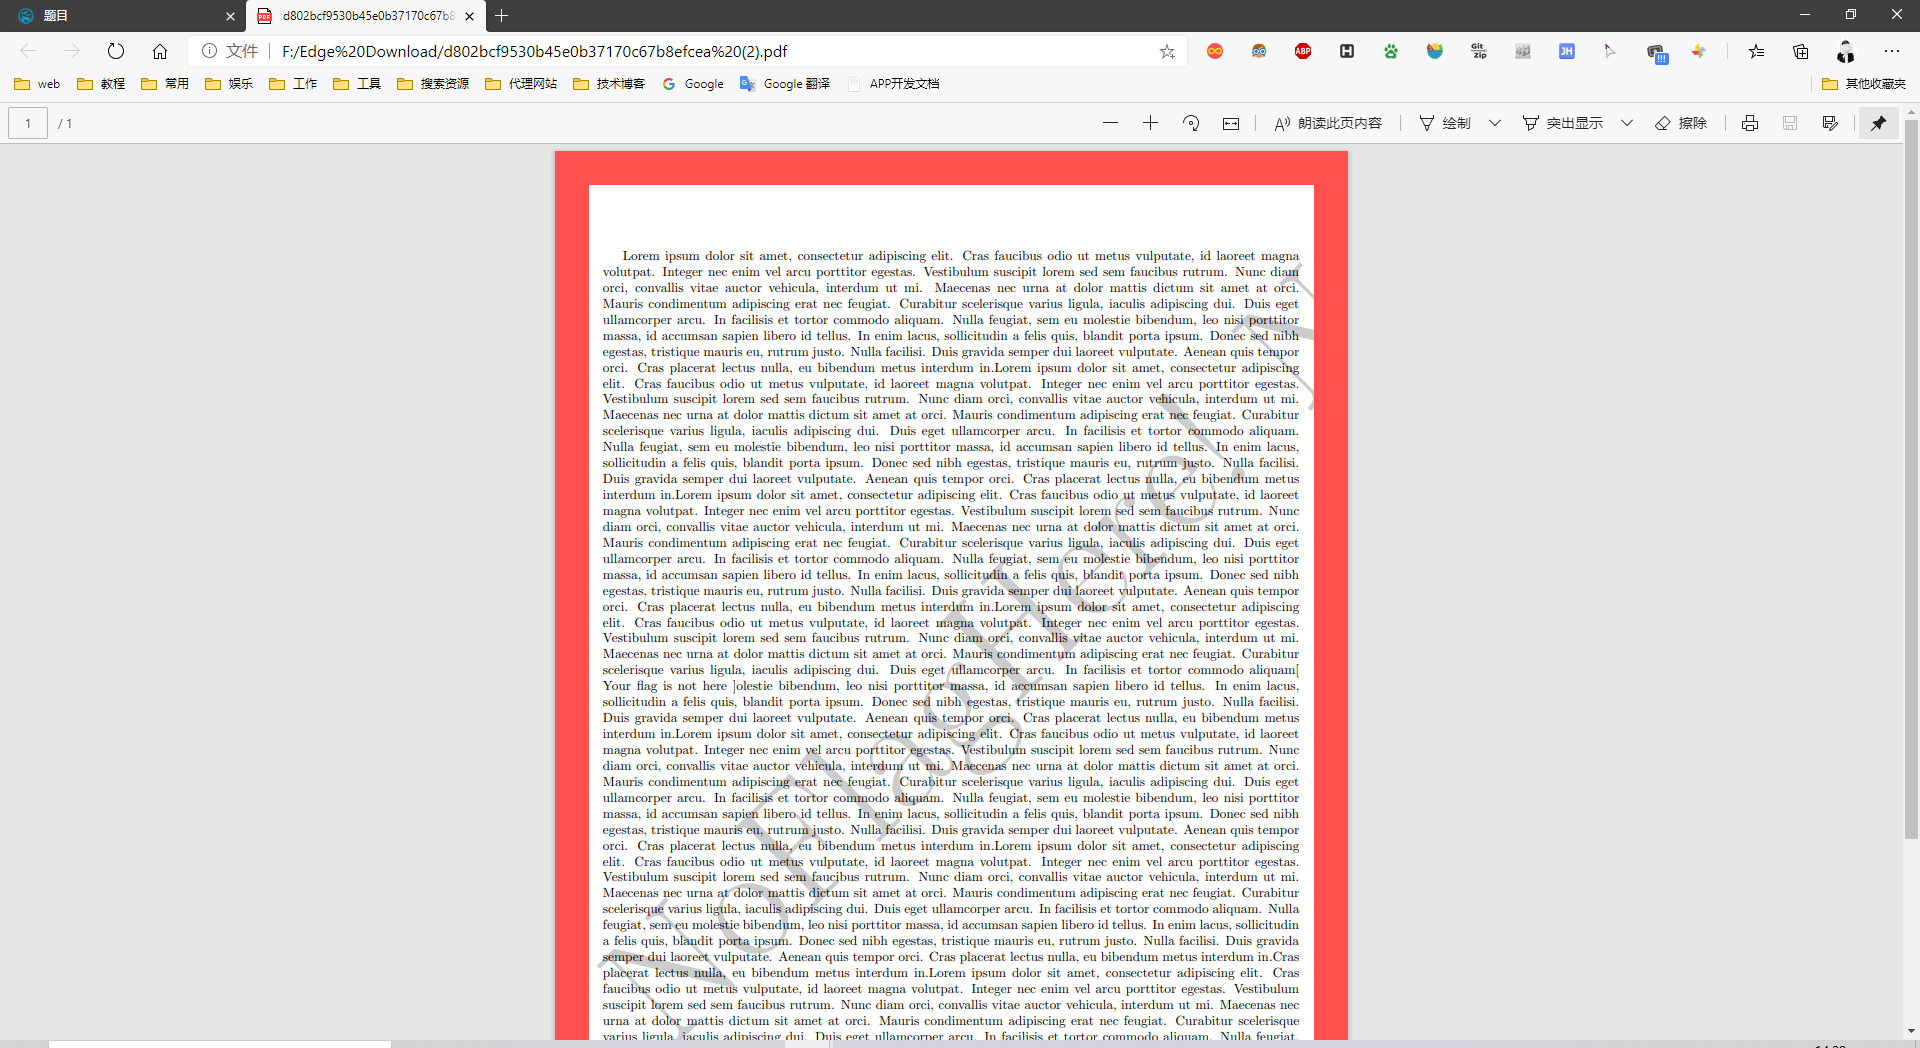 题目
d802bcf9530b45e0b37170c67b8
文件
F:/Edge%20Download/d802bcf9530b45e0b37170c67b8efcea%20(2).pdf
ABP
H
Git Zip
JH
!!!
web 教程 常用 娱乐 工作 工具 搜索资源 代理网站 技术博客 Google Google 翻译 APP开发文档 其他收藏夹
1 / 1 朗读此页内容 绘制 突出显示 擦除
Lorem ipsum dolor sit amet, consectetur adipiscing elit. Cras faucibus odio ut metus vulputate, id laoreet magna
volutpat. Integer nec enim vel arcu porttitor egestas. Vestibulum suscipit lorem sed sem faucibus rutrum. Nunc diam
orci, convallis vitae auctor vehicula, interdum ut mi. Maecenas nec urna at dolor mattis dictum sit amet at orci.
Mauris condimentum adipiscing erat nec feugiat. Curabitur scelerisque varius ligula, iaculis adipiscing dui. Duis eget
ullamcorper arcu. In facilisis et tortor commodo aliquam. Nulla feugiat, sem eu molestie bibendum, leo nisi porttitor
massa, id accumsan sapien libero id tellus. In enim lacus, sollicitudin a felis quis, blandit porta ipsum. Donec sed nibh
egestas, tristique mauris eu, rutrum justo. Nulla facilisi. Duis gravida semper dui laoreet vulputate. Aenean quis tempor
orci. Cras placerat lectus nulla, eu bibendum metus interdum in.Lorem ipsum dolor sit amet, consectetur adipiscing
elit. Cras faucibus odio ut metus vulputate, id laoreet magna volutpat. Integer nec enim vel arcu porttitor egestas.
Vestibulum suscipit lorem sed sem faucibus rutrum. Nunc diam orci, convallis vitae auctor vehicula, interdum ut mi.
Maecenas nec urna at dolor mattis dictum sit amet at orci. Mauris condimentum adipiscing erat nec feugiat. Curabitur
scelerisque varius ligula, iaculis adipiscing dui. Duis eget ullamcorper arcu. In facilisis et tortor commodo aliquam.
Nulla feugiat, sem eu molestie bibendum, leo nisi porttitor massa, id accumsan sapien libero id tellus. In enim lacus,
sollicitudin a felis quis, blandit porta ipsum. Donec sed nibh egestas, tristique mauris eu, rutrum justo. Nulla facilisi.
Duis gravida semper dui laoreet vulputate. Aenean quis tempor orci. Cras placerat lectus nulla, eu bibendum metus
interdum in.Lorem ipsum dolor sit amet, consectetur adipiscing elit. Cras faucibus odio ut metus vulputate, id laoreet
magna volutpat. Integer nec enim vel arcu porttitor egestas. Vestibulum suscipit lorem sed sem faucibus rutrum. Nunc
diam orci, convallis vitae auctor vehicula, interdum ut mi. Maecenas nec urna at dolor mattis dictum sit amet at orci.
Mauris condimentum adipiscing erat nec feugiat. Curabitur scelerisque varius ligula, iaculis adipiscing dui. Duis eget
ullamcorper arcu. In facilisis et tortor commodo aliquam. Nulla feugiat, sem eu molestie bibendum, leo nisi porttitor
massa, id accumsan sapien libero id tellus. In enim lacus, sollicitudin a felis quis, blandit porta ipsum. Donec sed nibh
egestas, tristique mauris eu, rutrum justo. Nulla facilisi. Duis gravida semper dui laoreet vulputate. Aenean quis tempor
orci. Cras placerat lectus nulla, eu bibendum metus interdum in.Lorem ipsum dolor sit amet, consectetur adipiscing
elit. Cras faucibus odio ut metus vulputate, id laoreet magna volutpat. Integer nec enim vel arcu porttitor egestas.
Vestibulum suscipit lorem sed sem faucibus rutrum. Nunc diam orci, convallis vitae auctor vehicula, interdum ut mi.
Maecenas nec urna at dolor mattis dictum sit amet at orci. Mauris condimentum adipiscing erat nec feugiat. Curabitur
scelerisque varius ligula, iaculis adipiscing dui. Duis eget ullamcorper arcu. In facilisis et tortor commodo aliquam[
Your flag is not here ]olestie bibendum, leo nisi porttitor massa, id accumsan sapien libero id tellus. In enim lacus,
sollicitudin a felis quis, blandit porta ipsum. Donec sed nibh egestas, tristique mauris eu, rutrum justo. Nulla facilisi.
Duis gravida semper dui laoreet vulputate. Aenean quis tempor orci. Cras placerat lectus nulla, eu bibendum metus
interdum in.Lorem ipsum dolor sit amet, consectetur adipiscing elit. Cras faucibus odio ut metus vulputate, id laoreet
magna volutpat. Integer nec enim vel arcu porttitor egestas. Vestibulum suscipit lorem sed sem faucibus rutrum. Nunc
diam orci, convallis vitae auctor vehicula, interdum ut mi. Maecenas nec urna at dolor mattis dictum sit amet at orci.
Mauris condimentum adipiscing erat nec feugiat. Curabitur scelerisque varius ligula, iaculis adipiscing dui. Duis eget
ullamcorper arcu. In facilisis et tortor commodo aliquam. Nulla feugiat, sem eu molestie bibendum, leo nisi porttitor
massa, id accumsan sapien libero id tellus. In enim lacus, sollicitudin a felis quis, blandit porta ipsum. Donec sed nibh
egestas, tristique mauris eu, rutrum justo. Nulla facilisi. Duis gravida semper dui laoreet vulputate. Aenean quis tempor
orci. Cras placerat lectus nulla, eu bibendum metus interdum in.Lorem ipsum dolor sit amet, consectetur adipiscing
elit. Cras faucibus odio ut metus vulputate, id laoreet magna volutpat. Integer nec enim vel arcu porttitor egestas.
Vestibulum suscipit lorem sed sem faucibus rutrum. Nunc diam orci, convallis vitae auctor vehicula, interdum ut mi.
Maecenas nec urna at dolor mattis dictum sit amet at orci. Mauris condimentum adipiscing erat nec feugiat. Curabitur
scelerisque varius ligula, iaculis adipiscing dui. Duis eget ullamcorper arcu. In facilisis et tortor commodo aliquam. Nulla
feugiat, sem eu molestie bibendum, leo nisi porttitor massa, id accumsan sapien libero id tellus. In enim lacus, sollicitudin
a felis quis, blandit porta ipsum. Donec sed nibh egestas, tristique mauris eu, rutrum justo. Nulla facilisi. Duis gravida
semper dui laoreet vulputate. Aenean quis tempor orci. Cras placerat lectus nulla, eu bibendum metus interdum in.Cras
placerat lectus nulla, eu bibendum metus interdum in.Lorem ipsum dolor sit amet, consectetur adipiscing elit. Cras
faucibus odio ut metus vulputate, id laoreet magna volutpat. Integer nec enim vel arcu porttitor egestas. Vestibulum
suscipit lorem sed sem faucibus rutrum. Nunc diam orci, convallis vitae auctor vehicula, interdum ut mi. Maecenas nec
urna at dolor mattis dictum sit amet at orci. Mauris condimentum adipiscing erat nec feugiat. Curabitur scelerisque
varius ligula, iaculis adipiscing dui. Duis eget ullamcorper arcu. In facilisis et tortor commodo aliquam. Nulla feugiat,
NoFlagHere! N